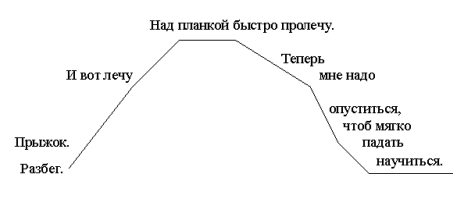 Разбег.
Прыжок.
И вот лечу
Над планкой быстро пролечу.
Теперь
мне надо
опуститься,
чтоб мягко
падать
научиться.